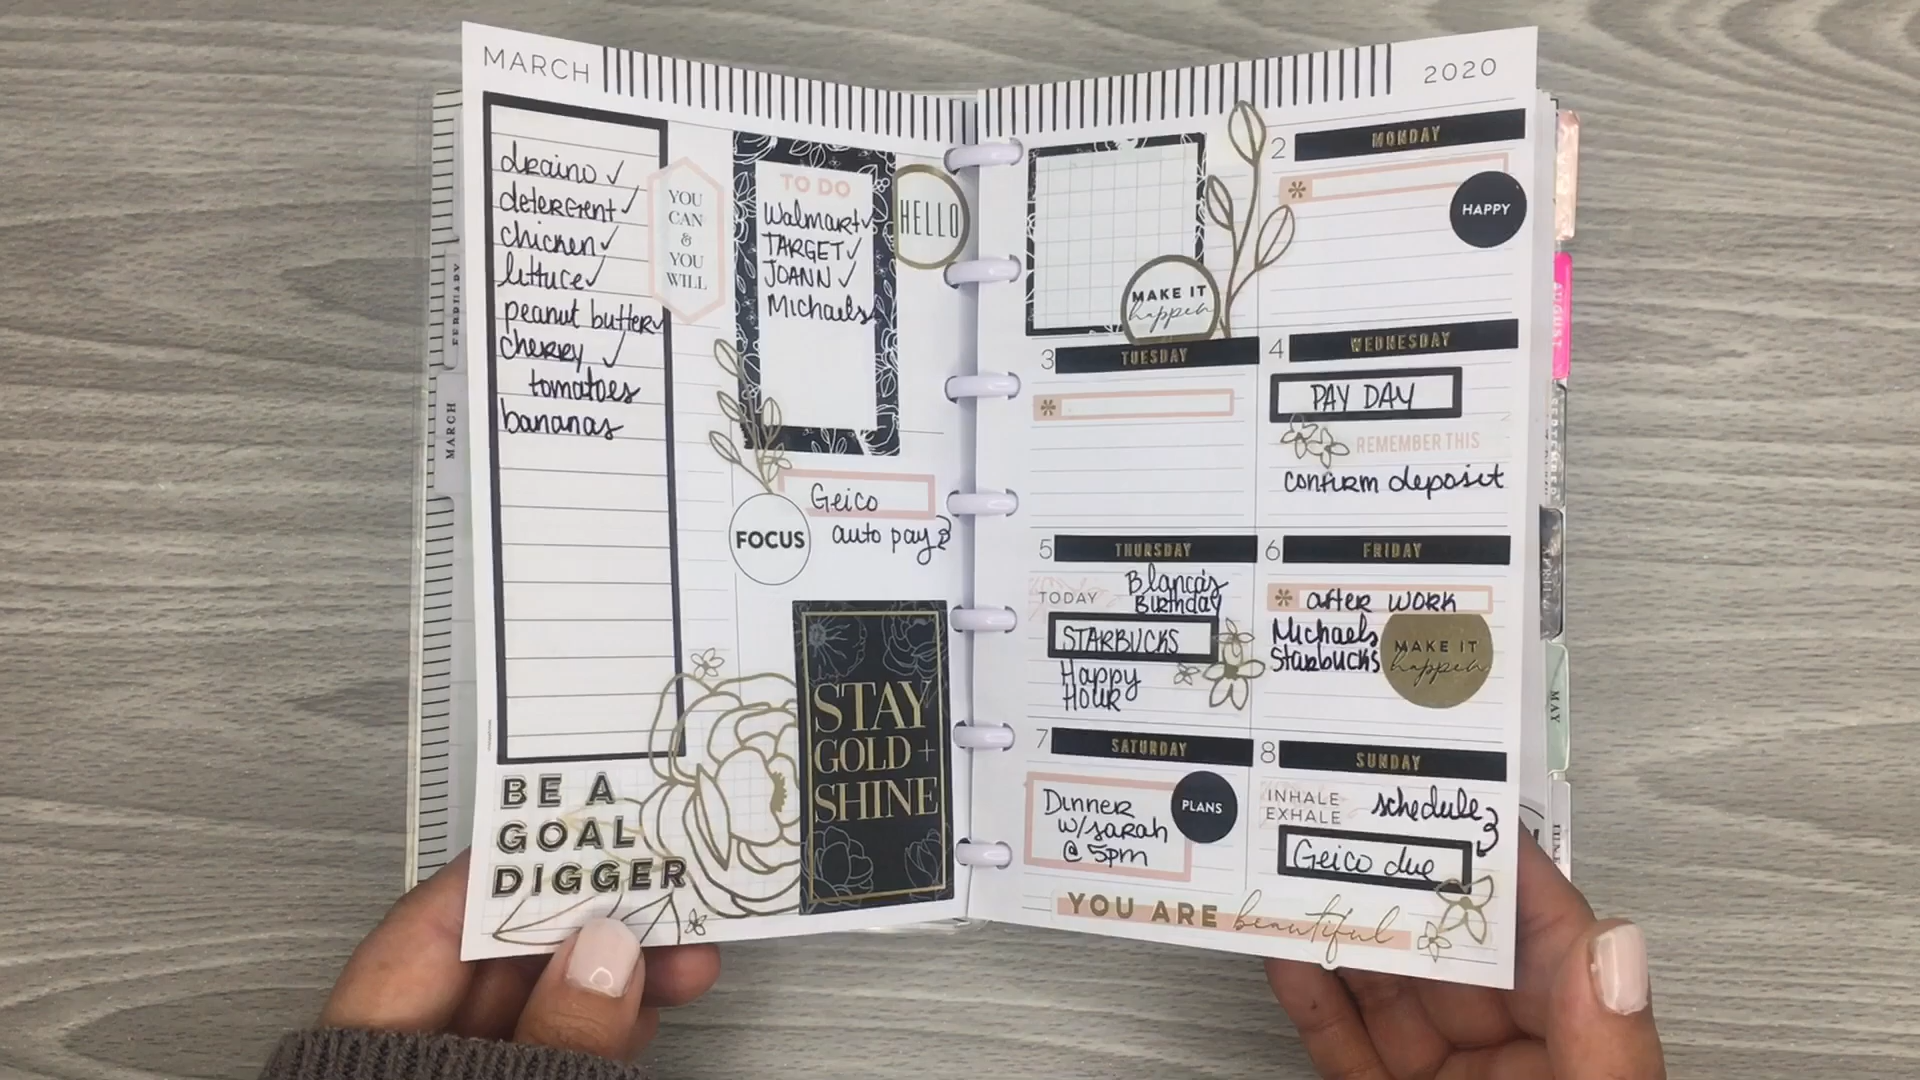 MARCH
draino ✓
detergent ✓
chicken ✓
lettuce ✓
peanut butter ✓
cherry ✓
tomatoes
bananas
YOU
CAN
&
YOU
WILL
TO DO
Walmart ✓
TARGET ✓
JOANN ✓
Michaels
HELLO
Geico
auto pay?
FOCUS
STAY
GOLD +
SHINE
BE A
GOAL
DIGGER
FEBRUARY
MARCH
2020
MAKE IT
happen
2 MONDAY
HAPPY
3 TUESDAY
4 WEDNESDAY
PAY DAY
REMEMBER THIS
confirm deposit
5 THURSDAY
TODAY
Blanca's
Birthday
STARBUCKS
Happy
Hour
6 FRIDAY
after work
Michaels
Starbucks
MAKE IT
happen
7 SATURDAY
Dinner
w/sarah
@ 5pm
PLANS
8 SUNDAY
INHALE
EXHALE
schedule
Geico due
YOU ARE beautiful
AUGUST
MAY